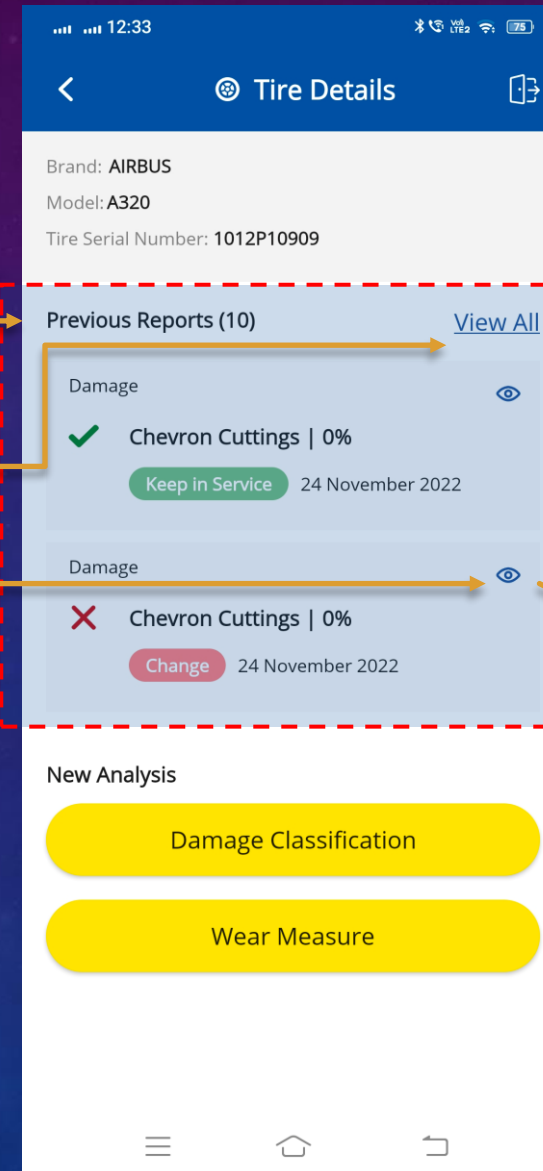 12:33
Vo) LTE2 75
Tire Details
Brand: AIRBUS
Model: A320
Tire Serial Number: 1012P10909
Previous Reports (10) View All
Damage
Chevron Cuttings | 0%
Keep in Service 24 November 2022
Damage
Chevron Cuttings | 0%
Change 24 November 2022
New Analysis
Damage Classification
Wear Measure